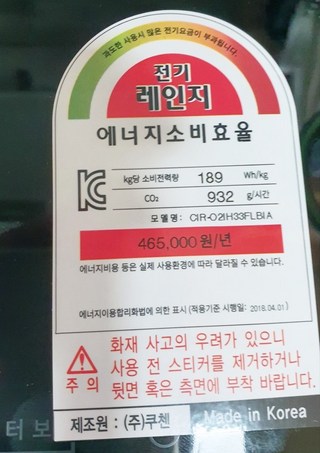 과도한 사용시 많은 전기요금이 부과됩니다.
전기
레인지
에너지소비효율
kg당 소비전력량 189 Wh/kg
CO₂ 932 g/시간
모델명: CIR-O2IH33FLBIA
465,000원/년
에너지비용 등은 실제 사용환경에 따라 달라질 수 있습니다.
에너지이용합리화법에 의한 표시 (적용기준 시행일: 2018.04.01)
화재 사고의 우려가 있으니
사용 전 스티커를 제거하거나
주의 뒷면 혹은 측면에 부착 바랍니다.
제조원 : (주)쿠첸 Made in Korea
터보